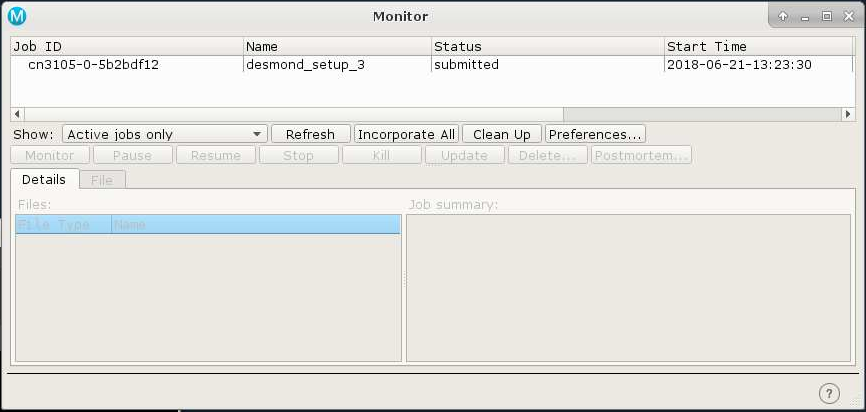 M Monitor
Job ID Name Status Start Time
cn3105-0-5b2bdf12 desmond_setup_3 submitted 2018-06-21-13:23:30
Show: Active jobs only Refresh Incorporate All Clean Up Preferences...
Monitor Pause Resume Stop Kill Update Delete... Postmortem...
Details File
Files: Job summary:
File Type Name
?